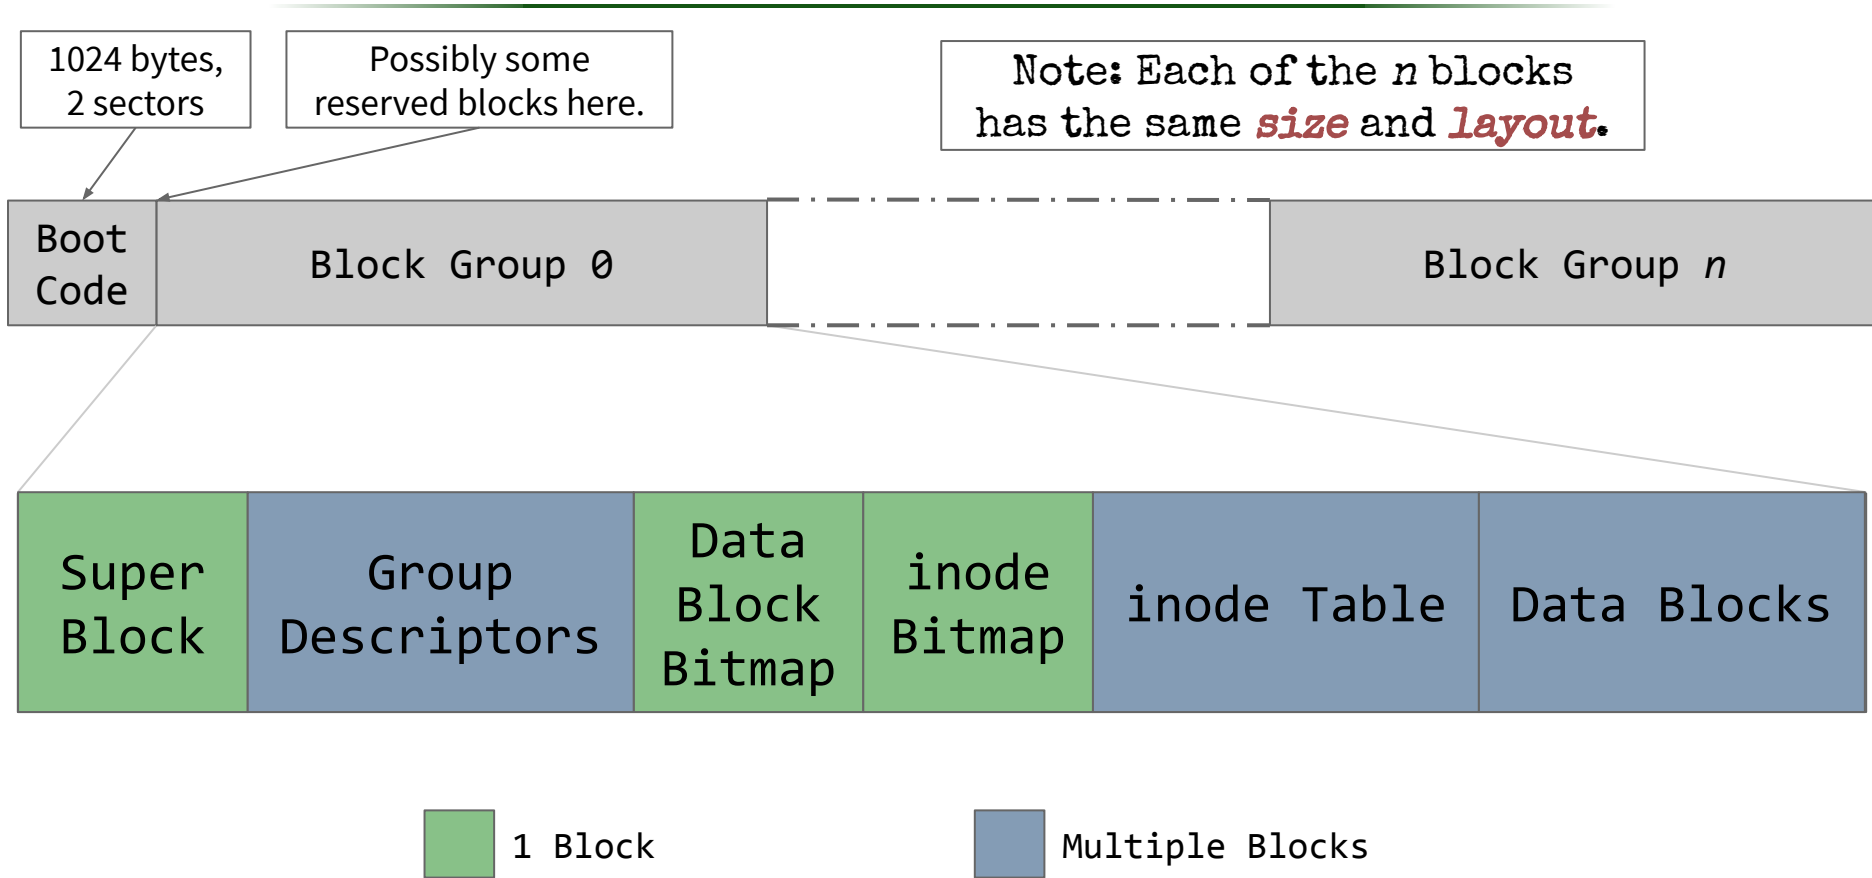 1024 bytes,
2 sectors
Possibly some
reserved blocks here.
Note: Each of the n blocks
has the same size and layout.
Boot
Code
Block Group 0
Block Group n
Super
Block
Group
Descriptors
Data
Block
Bitmap
inode
Bitmap
inode Table
Data Blocks
1 Block
Multiple Blocks